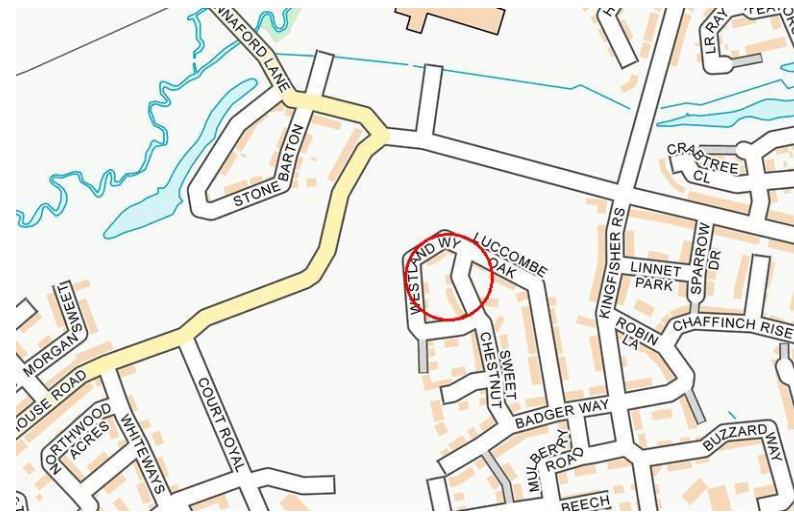 NNAFORD LANE
LR RAY
STONE BARTON
CRABTREE
CL
WESTLAND WY
LUCCOMBE
OAK
KINGFISHER RS
LINNET
PARK
SPARROW
DR
MORGAN SWEET
ROBIN
LA
CHAFFINCH RISE
HOUSE ROAD
COURT ROYAL
SWEET
CHESTNUT
NORTHWOOD
ACRES
WHITEWAYS
BADGER WAY
MULBERRY
ROAD
BUZZARD WAY
BEECH